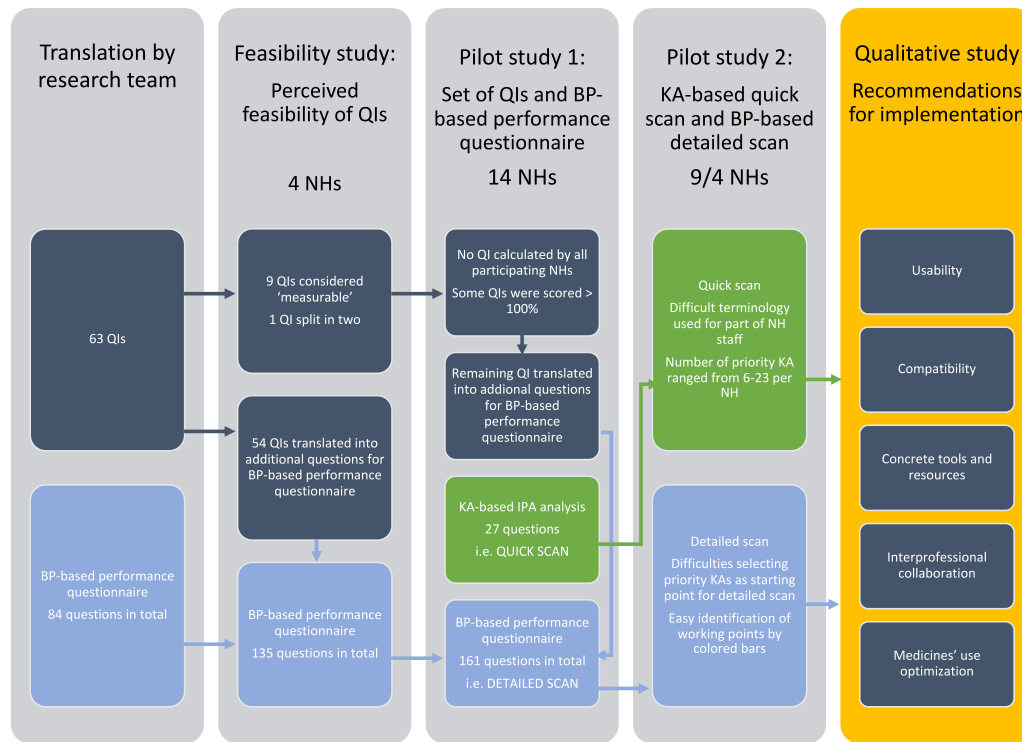 Translation by
research team
63 QIs
BP-based performance
questionnaire
84 questions in total
Feasibility study:
Perceived
feasibility of QIs
4 NHs
9 QIs considered
‘measurable’
1 QI split in two
54 QIs translated into
additional questions for
BP-based performance
questionnaire
BP-based performance
questionnaire
135 questions in total
Pilot study 1:
Set of QIs and BP-
based performance
questionnaire
14 NHs
No QI calculated by all
participating NHs
Some QIs were scored >
100%
Remaining QI translated
into addional questions
for BP-based
performance
questionnaire
KA-based IPA analysis
27 questions
i.e. QUICK SCAN
BP-based performance
questionnaire
161 questions in total
i.e. DETAILED SCAN
Pilot study 2:
KA-based quick
scan and BP-based
detailed scan
9/4 NHs
Quick scan
Difficult terminology
used for part of NH
staff
Number of priority KA
ranged from 6-23 per
NH
Detailed scan
Difficulties selecting
priority KAs as starting
point for detailed scan
Easy identification of
working points by
colored bars
Qualitative study
Recommendations
for implementation
Usability
Compatibility
Concrete tools and
resources
Interprofessional
collaboration
Medicines’ use
optimization